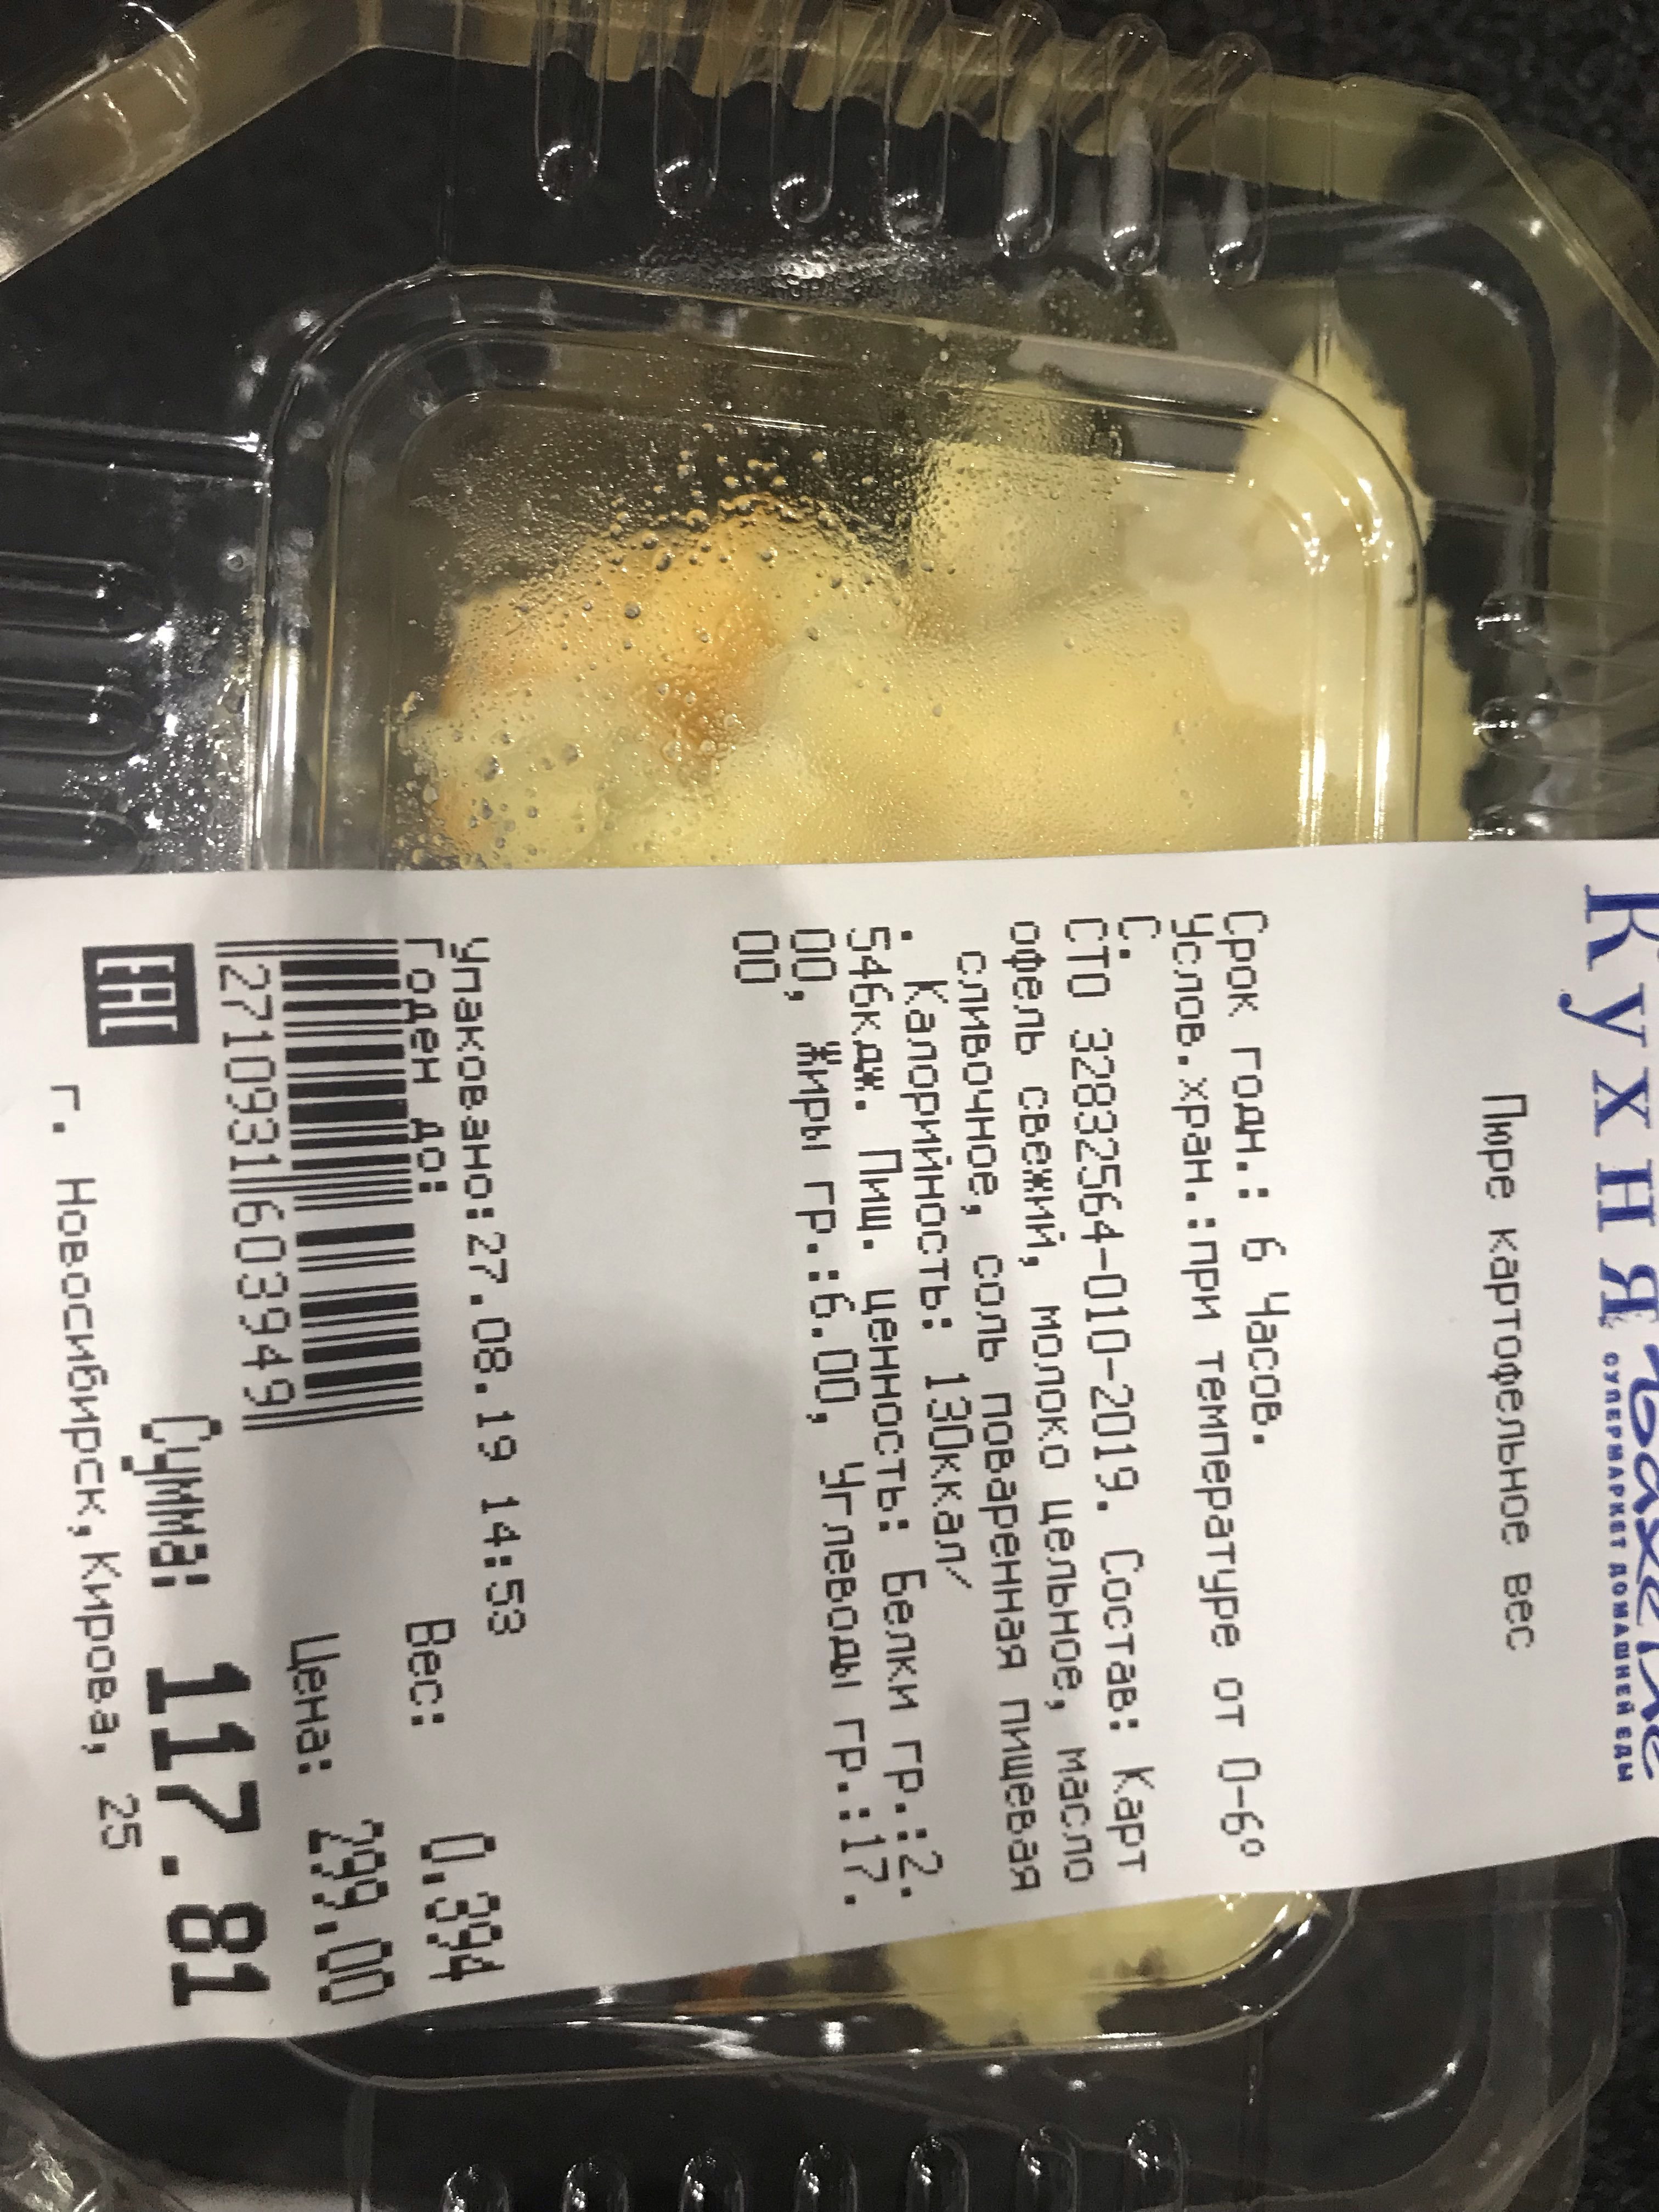 КухнЯ
СУПЕРМАРКЕТ ДОМАШНЕЙ ЕДЫ
Пюре картофельное вес
Срок годн.: 6 Часов.
Услов.хран.:при температуре от 0-6°
С.
СТО 32832564-010-2019. Состав: Карт
офель свежий, молоко цельное, масло
сливочное, соль поваренная пищевая
. Калорийность: 130ккал/
546кдж. Пищ. ценность: Белки гр.:2.
00, Жиры гр.:6.00, Углеводы гр.:17.
00
Упаковано:27.08.19 14:53
Годен до:
Вес: 0.394
Цена: 299.00
2710931603949
Сумма: 117.81
EAC
г. Новосибирск,Кирова, 25